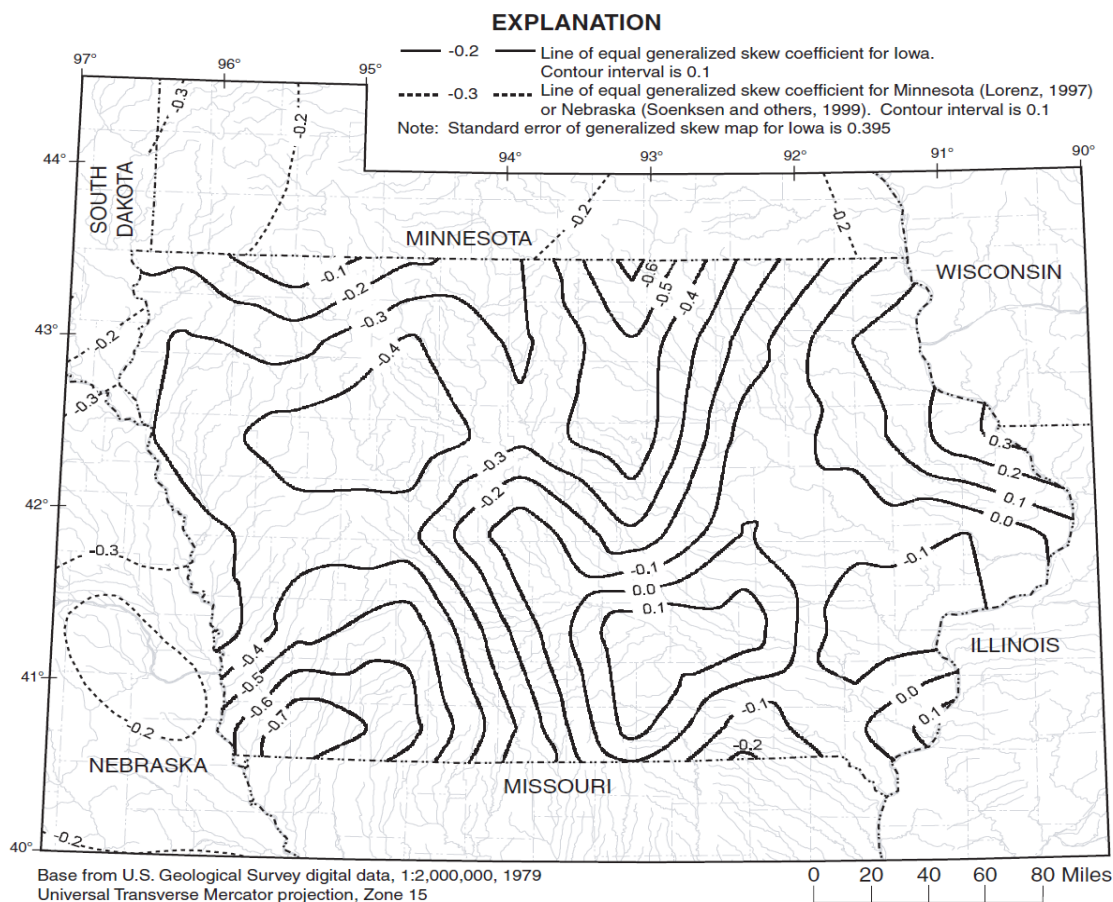 EXPLANATION
-0.2 Line of equal generalized skew coefficient for Iowa.
Contour interval is 0.1
-0.3 Line of equal generalized skew coefficient for Minnesota (Lorenz, 1997)
or Nebraska (Soenksen and others, 1999). Contour interval is 0.1
Note: Standard error of generalized skew map for Iowa is 0.395
97°
96°
95°
94°
93°
92°
91°
90°
-0.3
-0.2
44°
SOUTH
DAKOTA
-0.2
-0.2
MINNESOTA
WISCONSIN
-0.1
-0.6
-0.2
-0.5
-0.4
43°
-0.3
-0.2
-0.4
-0.3
0.3
-0.3
0.2
-0.2
0.1
42°
0.0
-0.3
-0.1
-0.1
0.0
0.1
ILLINOIS
-0.4
41°
-0.5
0.0
-0.6
-0.1
-0.7
0.1
-0.2
-0.2
NEBRASKA
MISSOURI
-0.2
40°
Base from U.S. Geological Survey digital data, 1:2,000,000, 1979
Universal Transverse Mercator projection, Zone 15
0 20 40 60 80 Miles